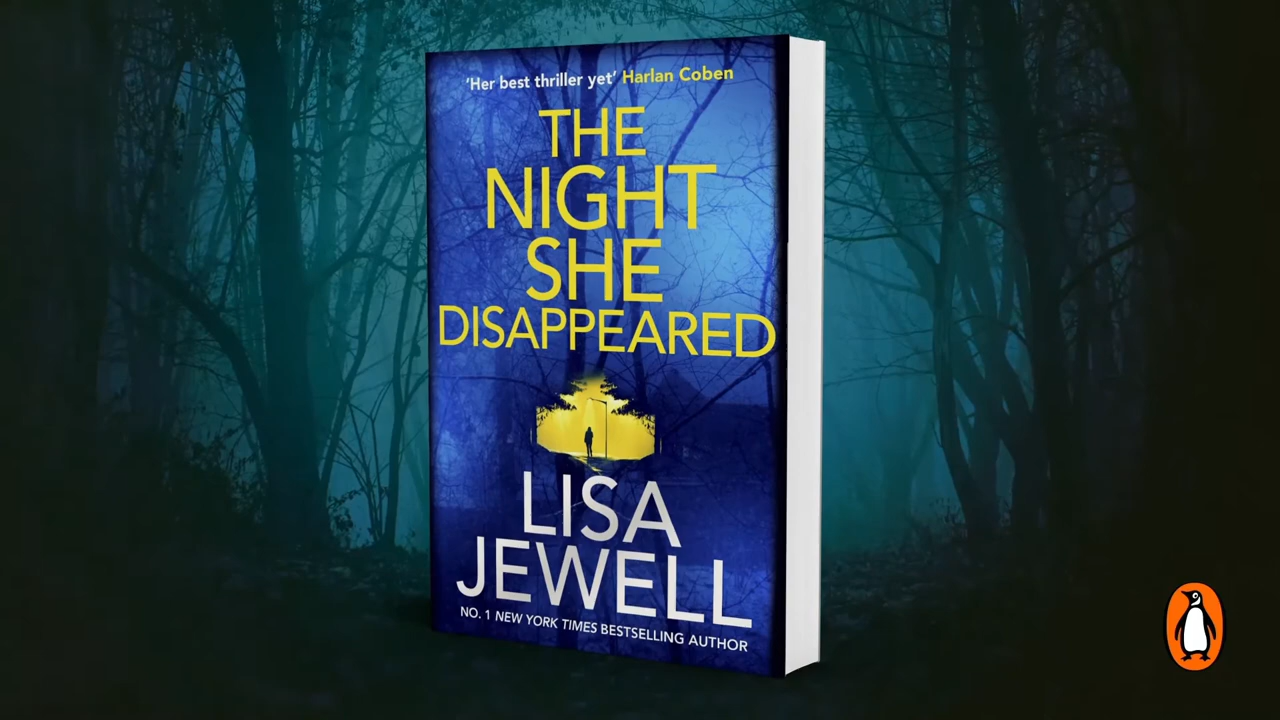 ‘Her best thriller yet’ Harlan Coben
THE
NIGHT
SHE
DISAPPEARED
LISA
JEWELL
NO. 1 NEW YORK TIMES BESTSELLING AUTHOR